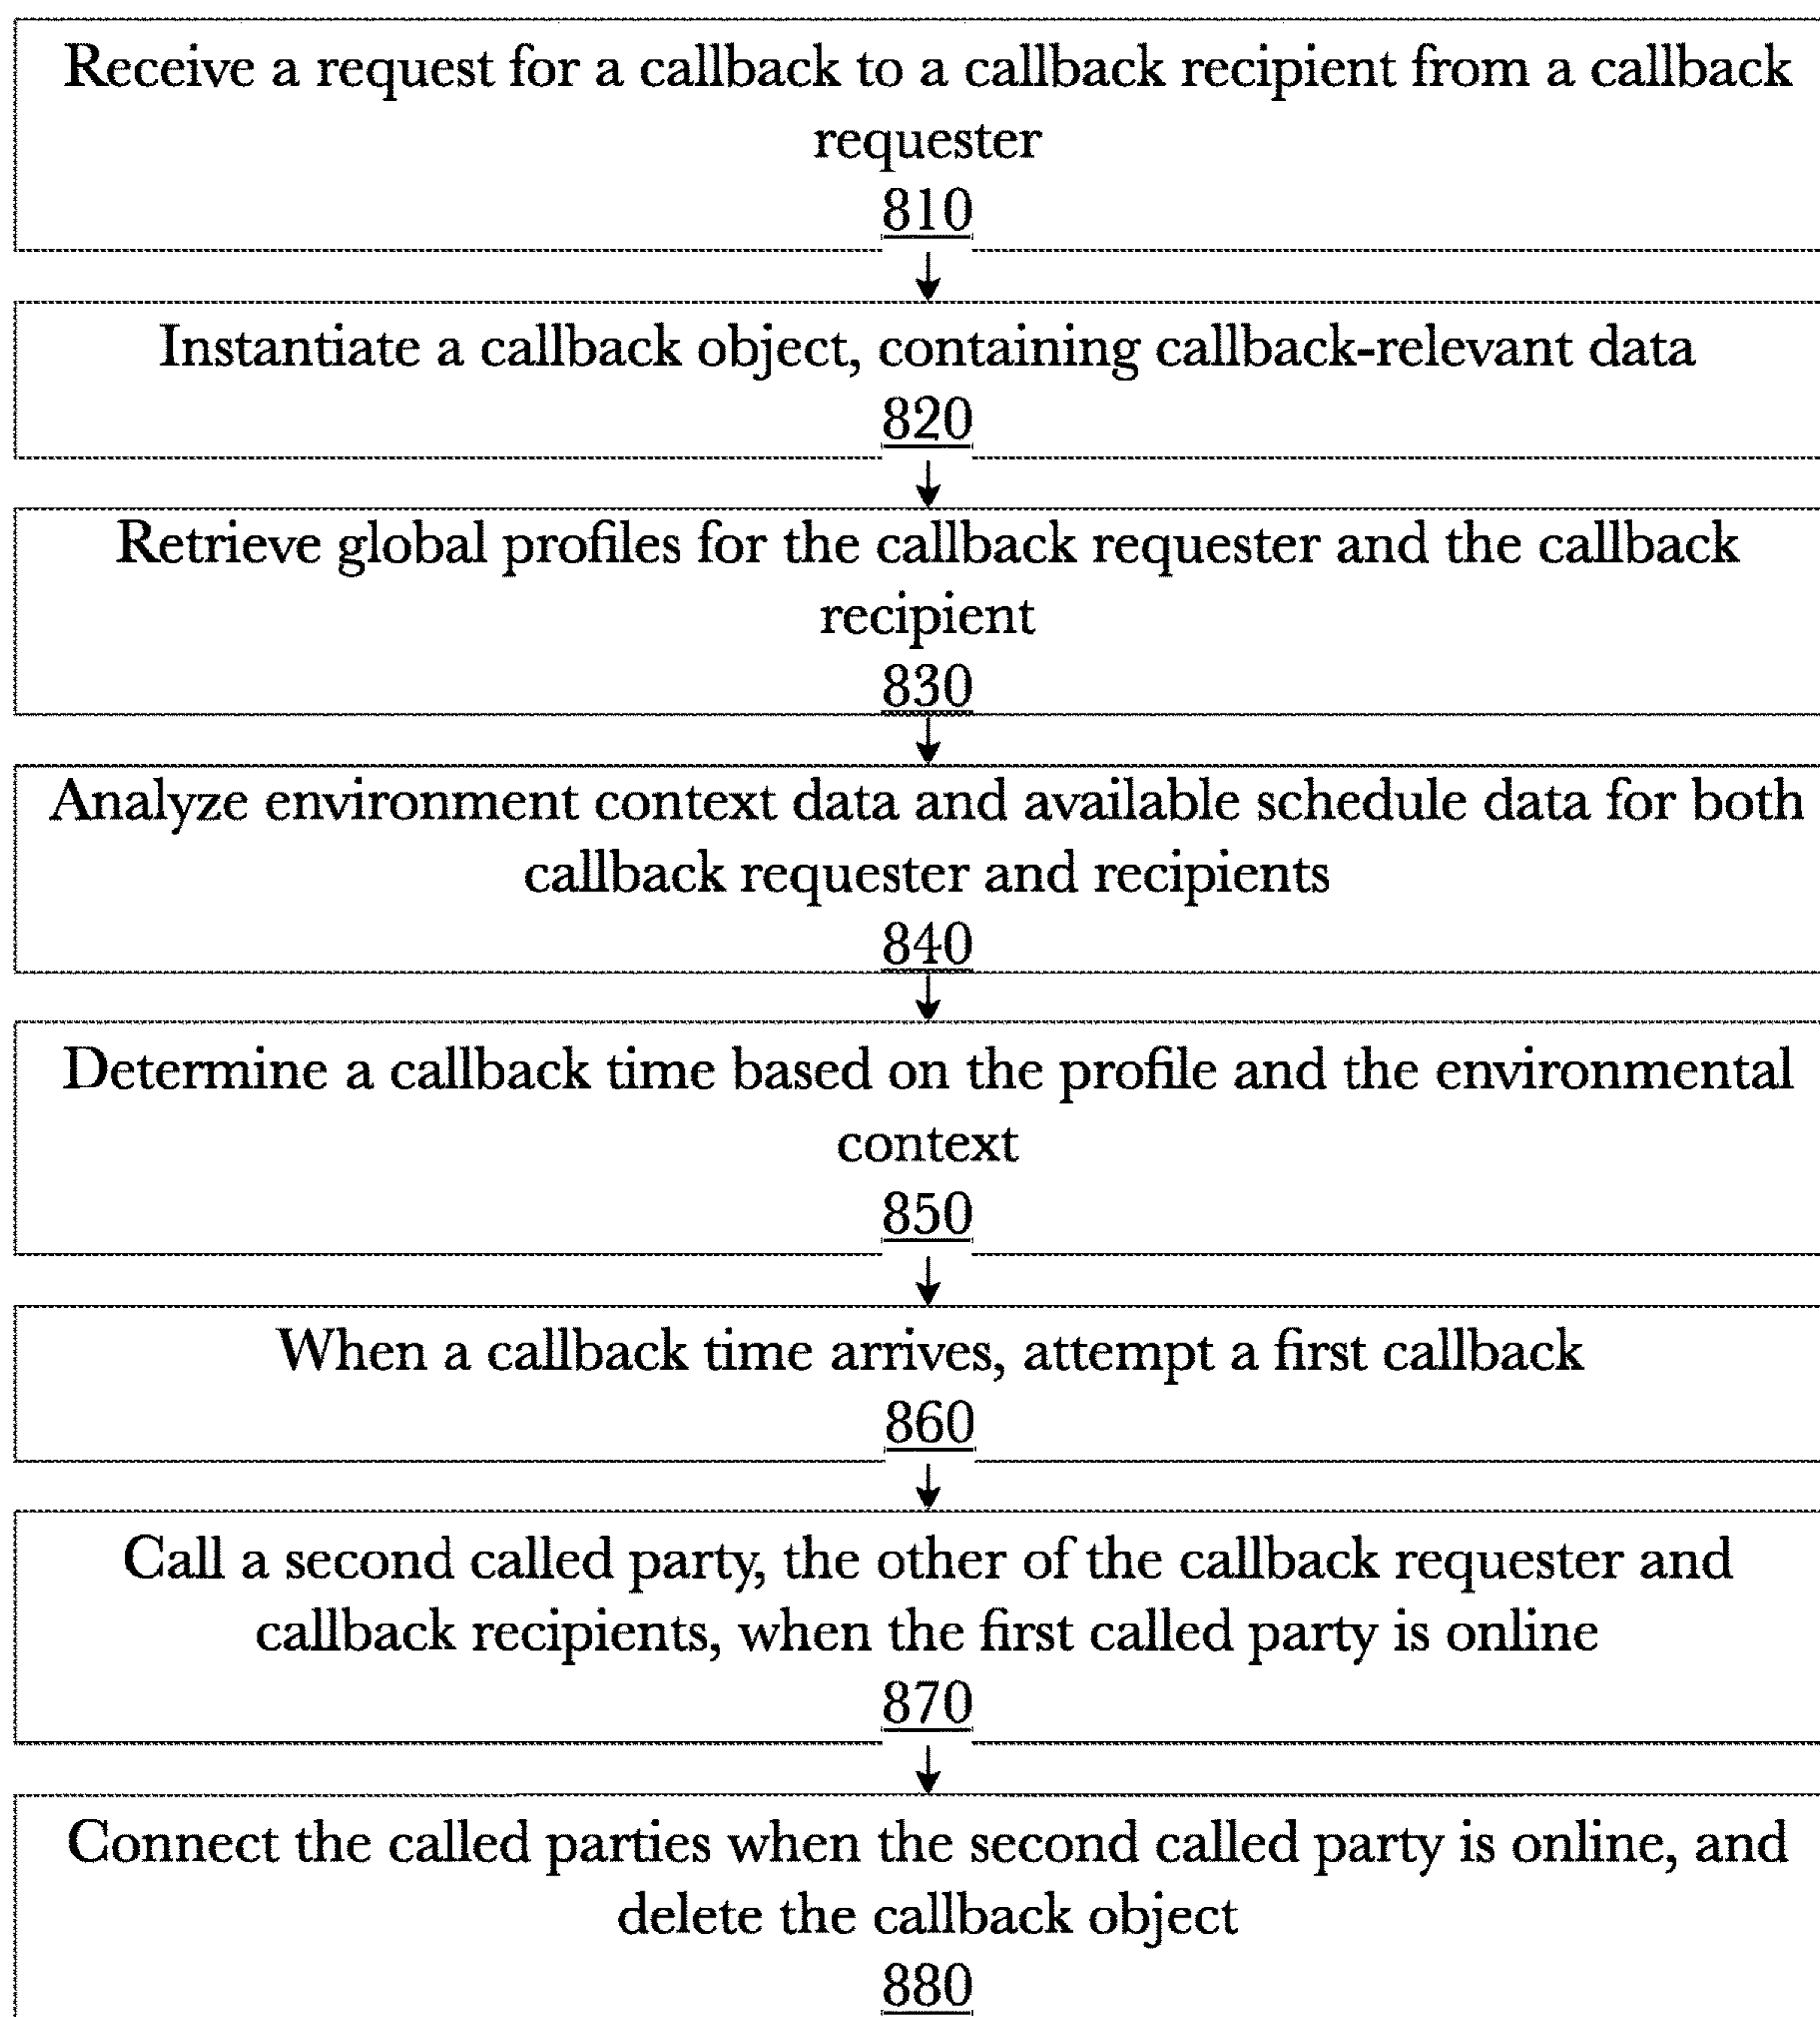 Receive a request for a callback to a callback recipient from a callback
requester
810
Instantiate a callback object, containing callback-relevant data
820
Retrieve global profiles for the callback requester and the callback
recipient
830
Analyze environment context data and available schedule data for both
callback requester and recipients
840
Determine a callback time based on the profile and the environmental
context
850
When a callback time arrives, attempt a first callback
860
Call a second called party, the other of the callback requester and
callback recipients, when the first called party is online
870
Connect the called parties when the second called party is online, and
delete the callback object
880